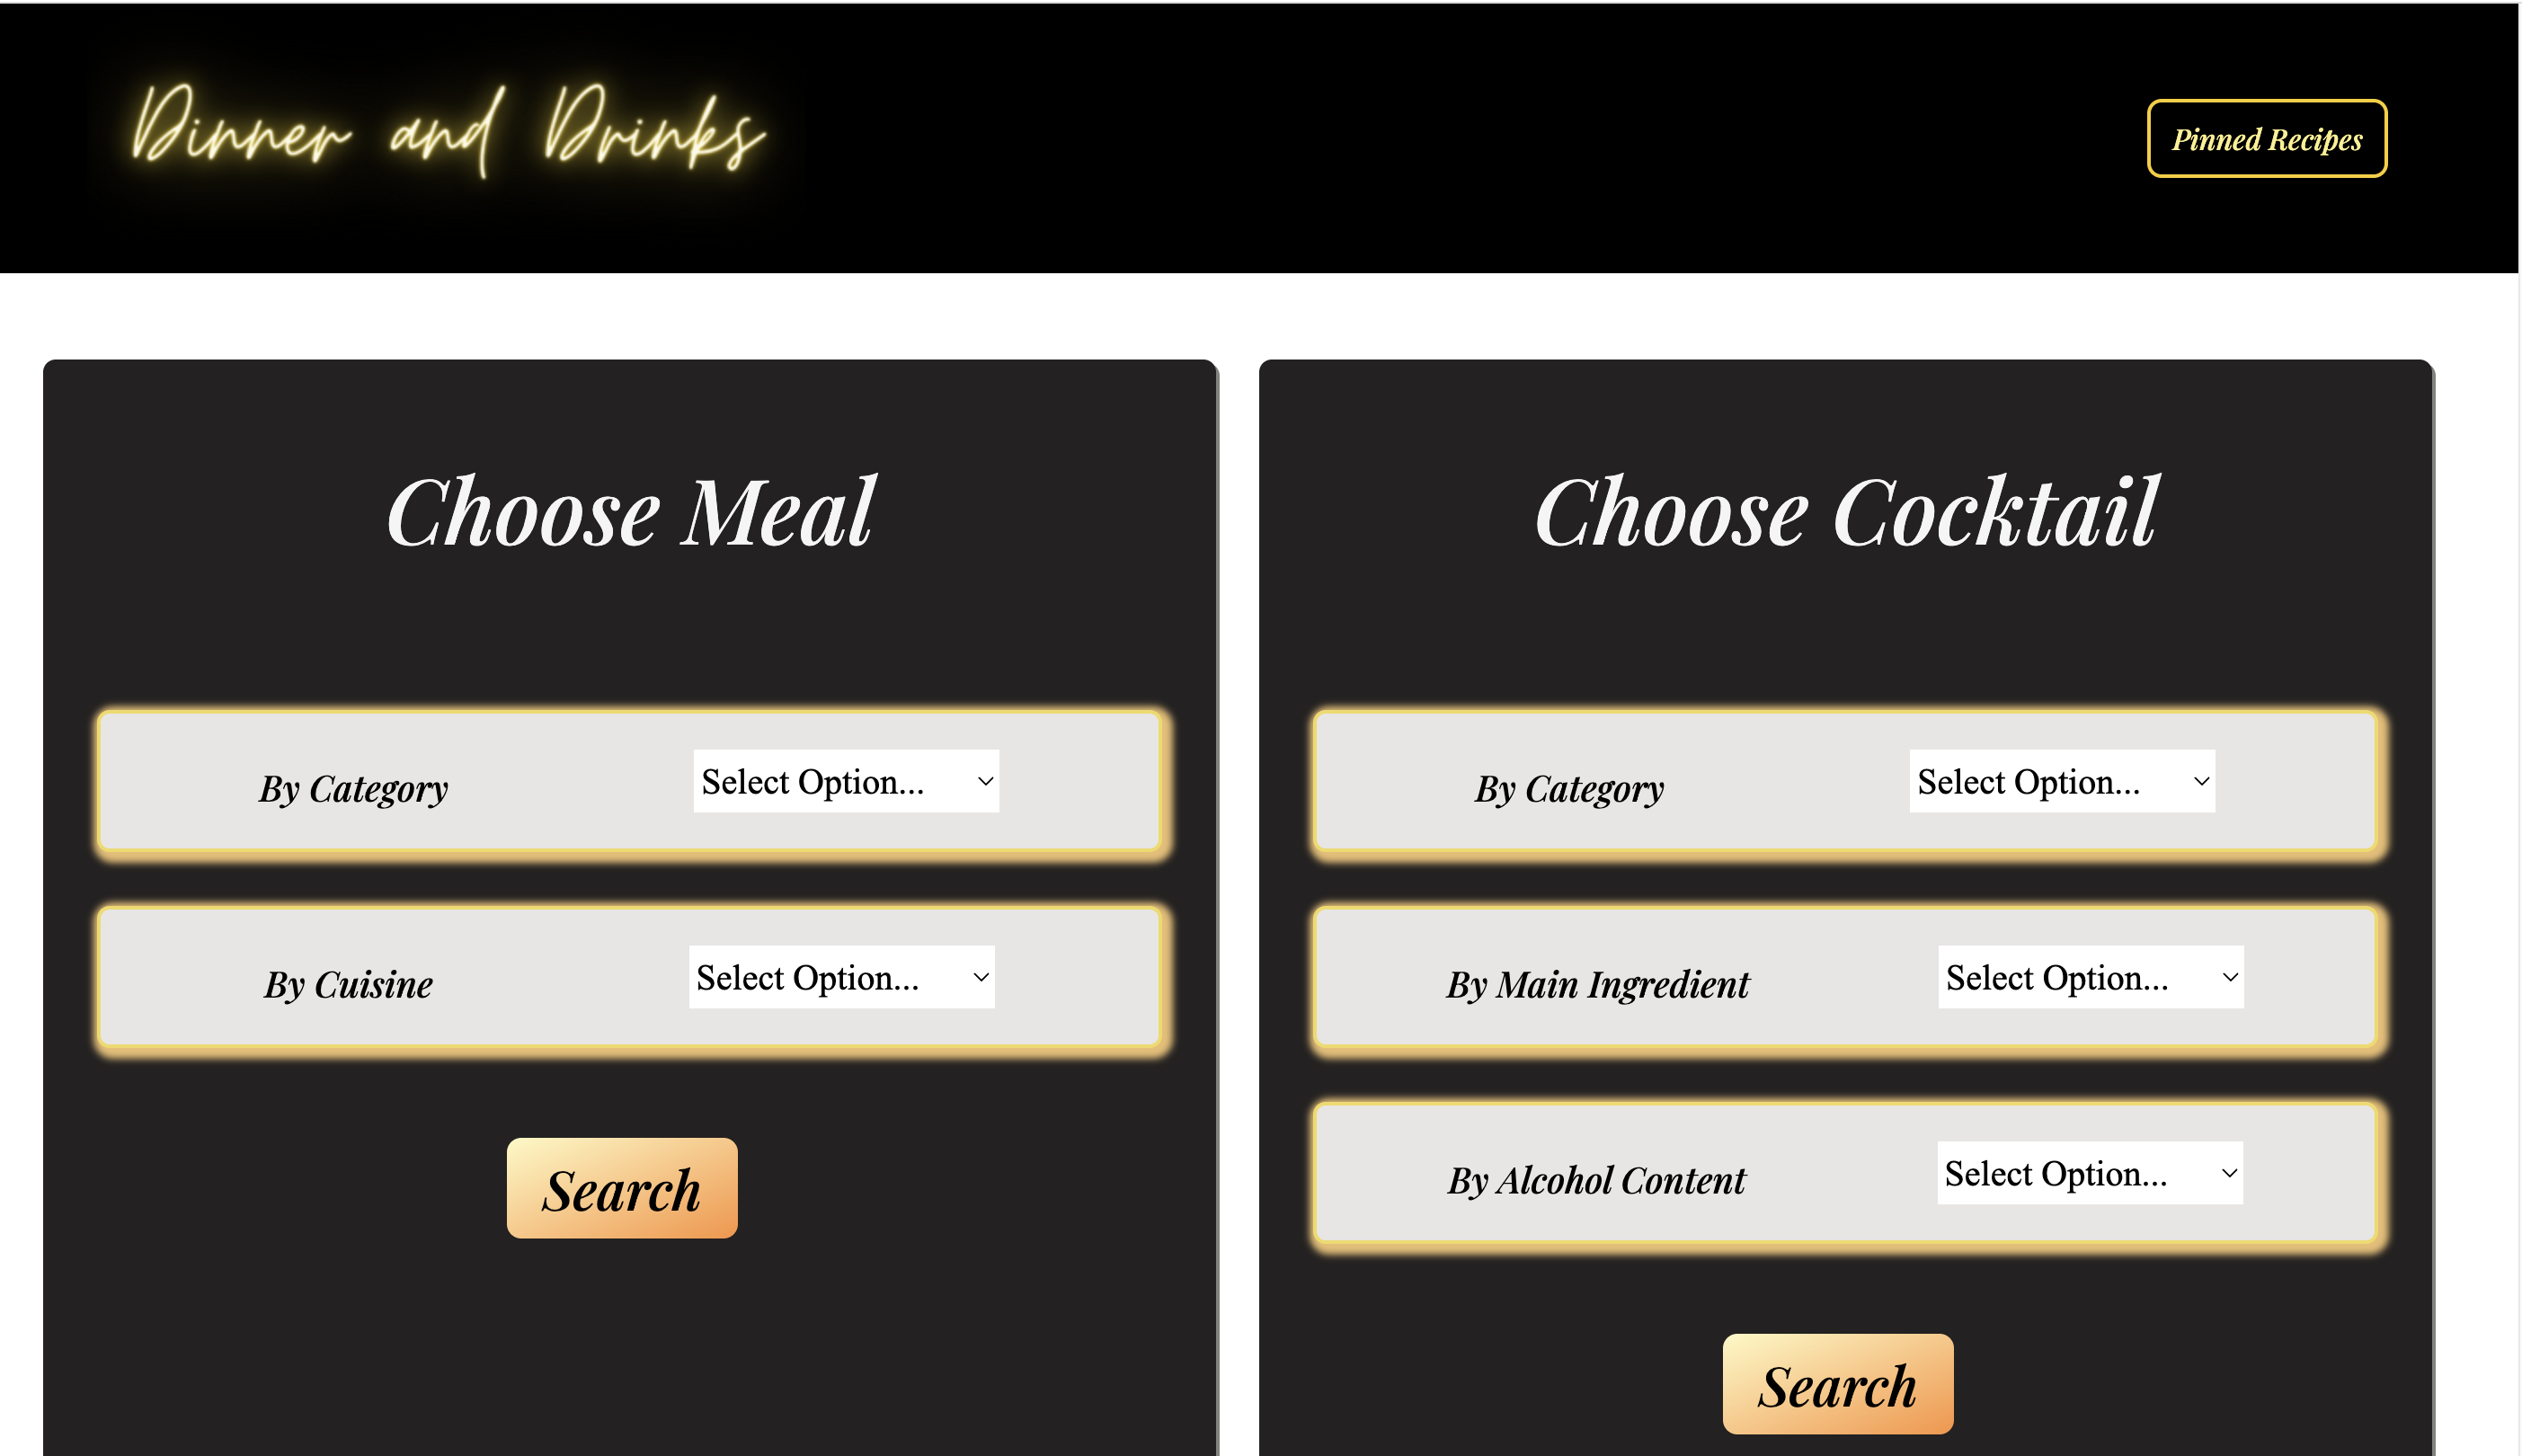 Dinner and Drinks
Pinned Recipes
Choose Meal
By Category
Select Option...
By Cuisine
Select Option...
Search
Choose Cocktail
By Category
Select Option...
By Main Ingredient
Select Option...
By Alcohol Content
Select Option...
Search